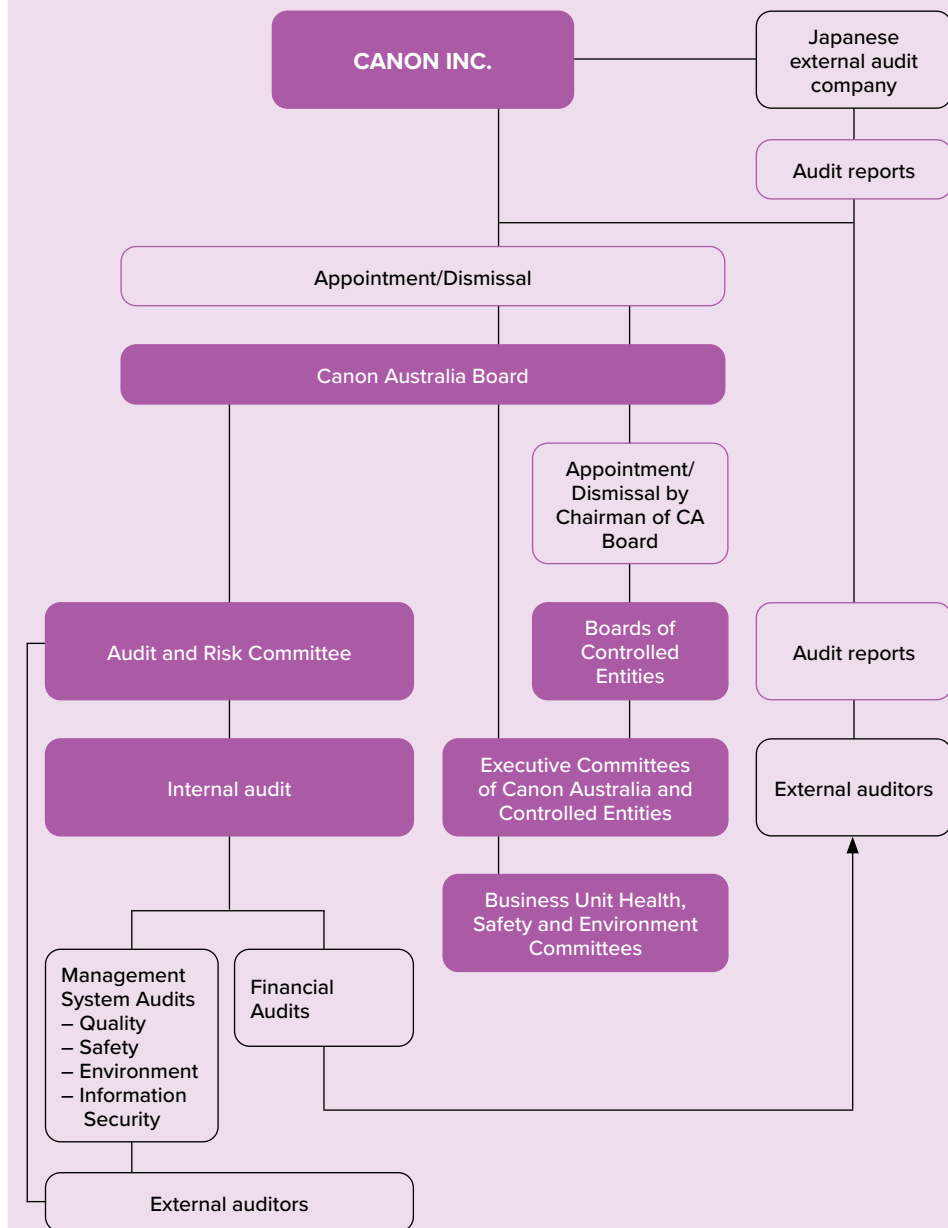 CANON INC.
Japanese
external audit
company
Audit reports
Appointment/Dismissal
Canon Australia Board
Appointment/
Dismissal by
Chairman of CA
Board
Audit and Risk Committee
Boards of
Controlled
Entities
Audit reports
Internal audit
Executive Committees
of Canon Australia and
Controlled Entities
External auditors
Business Unit Health,
Safety and Environment
Committees
Management
System Audits
– Quality
– Safety
– Environment
– Information
Security
Financial
Audits
External auditors